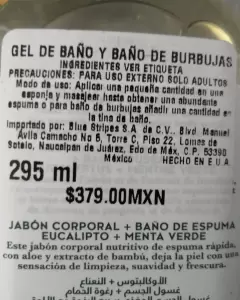 GEL DE BAÑO Y BAÑO DE BURBUJAS
INGREDIENTES VER ETIQUETA
PRECAUCIONES: PARA USO EXTERNO SOLO ADULTOS
Modo de uso: Aplicar una pequeña cantidad en una
esponja y masajear hasta obtener una abundante
espuma o para baño de burbujas añadir una cantidad en
la tina de baño.
Importado por: Blue Stripes S.A de C.V., Blvd. Manuel
Ávila Camacho No 5, Torre C, Piso 22, Lomas de
Sotelo, Naucalpan de Juárez, Edo de Méx, C.P. 53390
México
HECHO EN E.U.A.
295 ml
$379.00MXN
JABÓN CORPORAL + BAÑO DE ESPUMA
EUCALIPTO + MENTA VERDE
Este jabón corporal nutritivo de espuma rápida,
con aloe y extracto de bambú, deja la piel con una
sensación de limpieza, suavidad y frescura.
الأوكالبتوس + النعناع
غسول الجسم + رغوة الحمام